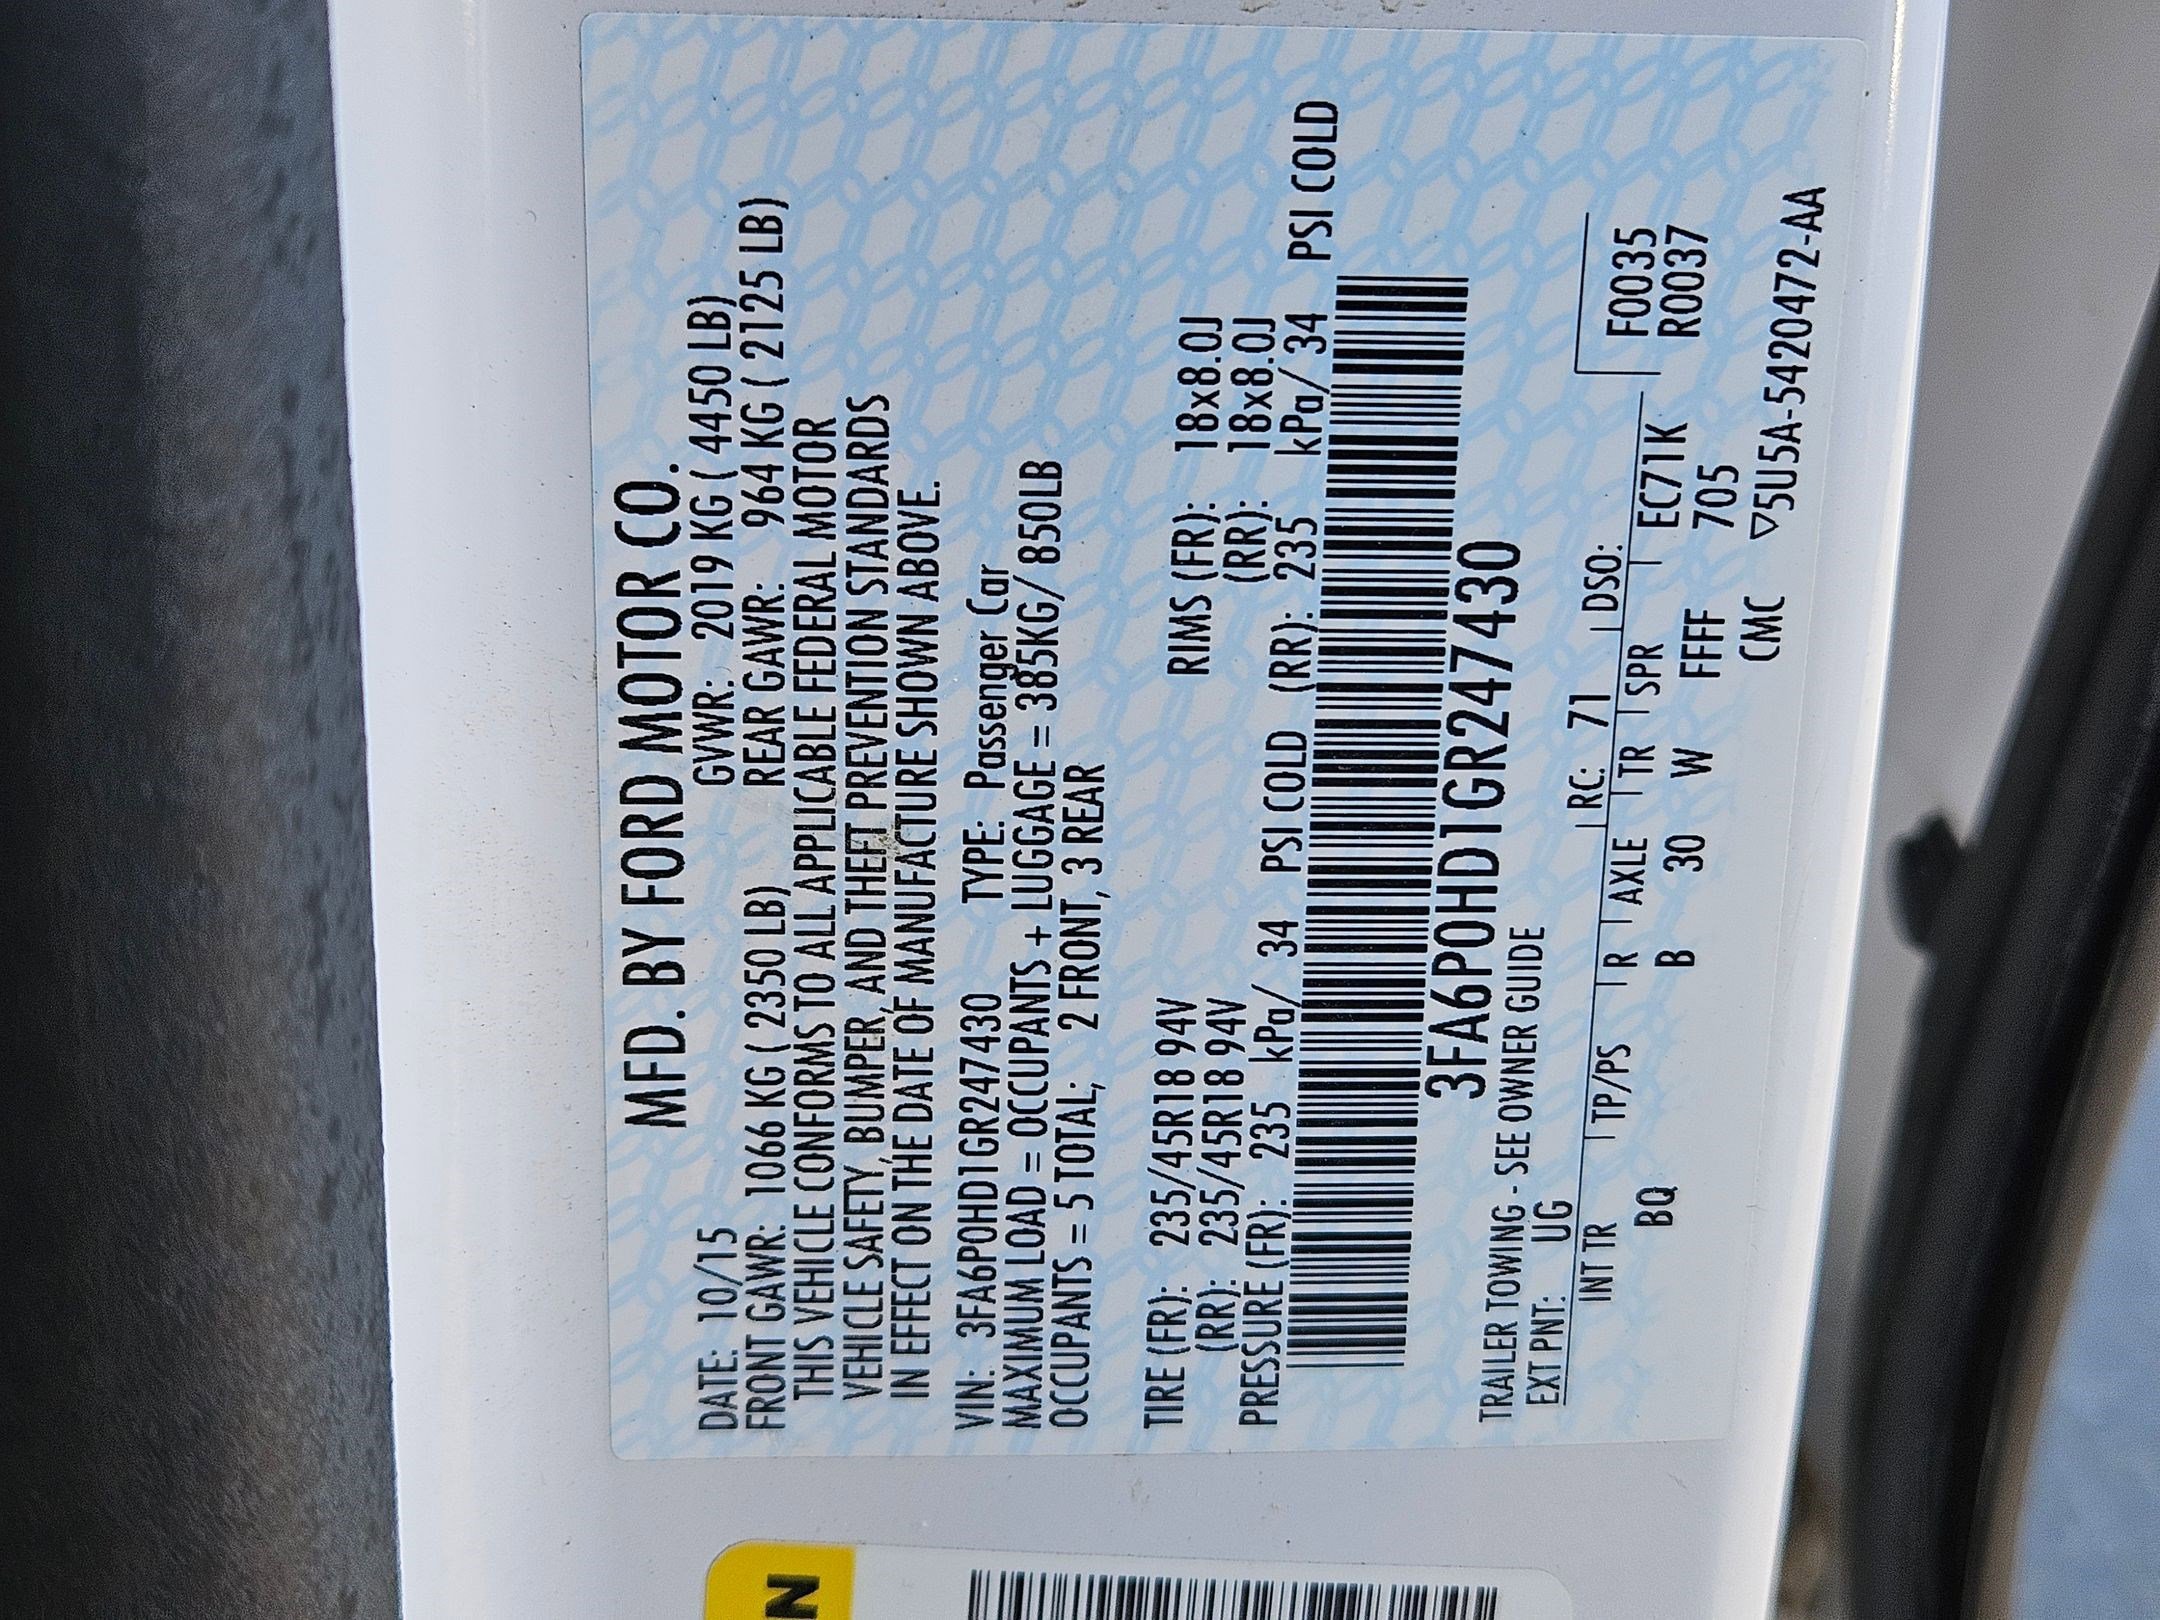 MFD. BY FORD MOTOR CO.
DATE: 10/15 GVWR: 2019 KG ( 4450 LB)
FRONT GAWR: 1066 KG ( 2350 LB) REAR GAWR: 964 KG ( 2125 LB)
THIS VEHICLE CONFORMS TO ALL APPLICABLE FEDERAL MOTOR
VEHICLE SAFETY, BUMPER, AND THEFT PREVENTION STANDARDS
IN EFFECT ON THE DATE OF MANUFACTURE SHOWN ABOVE.
VIN: 3FA6P0HD1GR247430 TYPE: Passenger Car
MAXIMUM LOAD = OCCUPANTS + LUGGAGE = 385KG/ 850LB
OCCUPANTS = 5 TOTAL; 2 FRONT, 3 REAR
TIRE (FR): 235/45R18 94V RIMS (FR): 18x8.0J
(RR): 235/45R18 94V (RR): 18x8.0J
PRESSURE (FR): 235 kPa/ 34 PSI COLD (RR): 235 kPa/ 34 PSI COLD
3FA6P0HD1GR247430
TRAILER TOWING - SEE OWNER GUIDE
EXT PNT: UG RC: 71 DSO:
F0035
R0037
INT TR TP/PS R AXLE TR SPR EC71K
BQ B 30 W FFFF 705
CMC ▽5U5A-5420472-AA
N